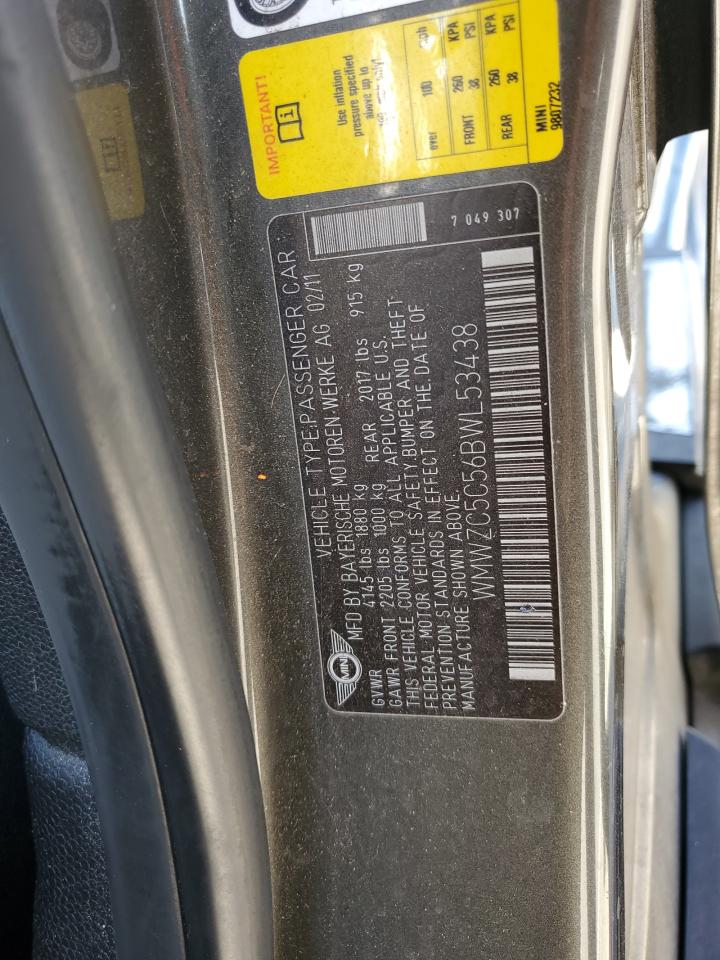 IMPORTANT!
Use inflation
pressure specified
above up to
over 100 mph
KPA PSI
FRONT 260 38
KPA PSI
REAR 260 38
MINI
9807232
7 049 307
VEHICLE TYPE:PASSENGER CAR
MFD BY BAYERISCHE MOTOREN WERKE AG 02/11
GVWR 4145 lbs 1880 kg
GAWR FRONT 2205 lbs 1000 kg REAR 2017 lbs 915 kg
THIS VEHICLE CONFORMS TO ALL APPLICABLE U.S.
FEDERAL MOTOR VEHICLE SAFETY,BUMPER AND THEFT
PREVENTION STANDARDS IN EFFECT ON THE DATE OF
MANUFACTURE SHOWN ABOVE.
WMWZC5C56BWL53438
MINI